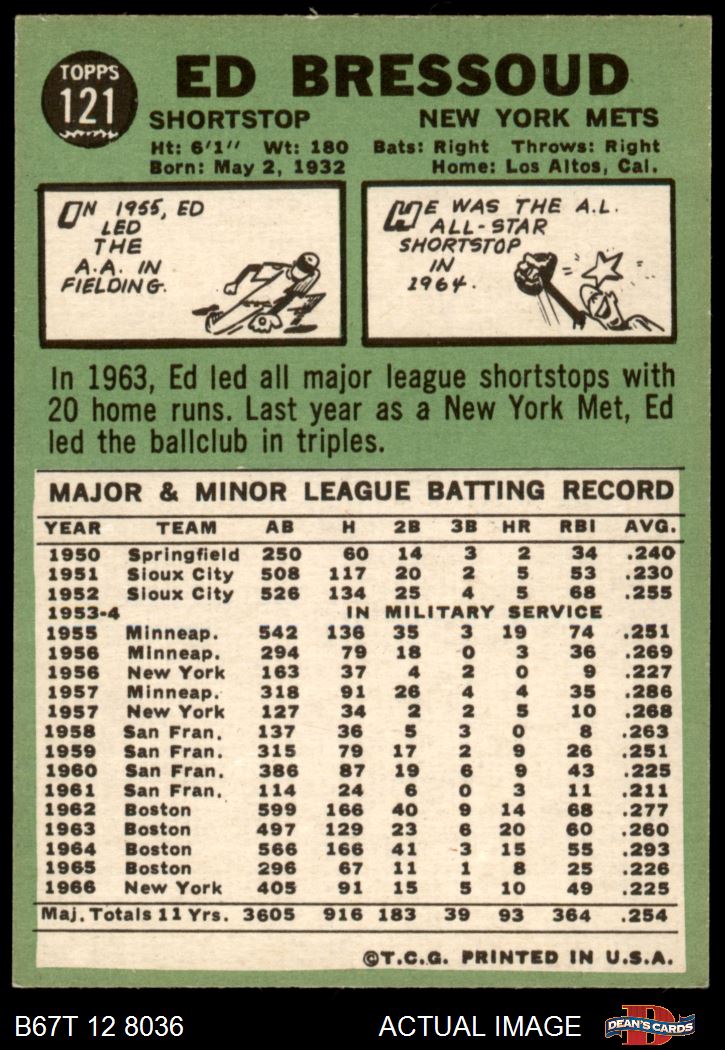 TOPPS
121
ED BRESSOUD
SHORTSTOP NEW YORK METS
Ht: 6'1" Wt: 180 Bats: Right Throws: Right
Born: May 2, 1932 Home: Los Altos, Cal.
ON 1955, ED
LED
THE
A.A. IN
FIELDING.
HE WAS THE A.L.
ALL-STAR
SHORTSTOP
IN
1964.
In 1963, Ed led all major league shortstops with
20 home runs. Last year as a New York Met, Ed
led the ballclub in triples.
MAJOR & MINOR LEAGUE BATTING RECORD
YEAR TEAM AB H 2B 3B HR RBI AVG.
1950 Springfield 250 60 14 3 2 34 .240
1951 Sioux City 508 117 20 2 5 53 .230
1952 Sioux City 526 134 25 4 5 68 .255
1953-4 IN MILITARY SERVICE
1955 Minneap. 542 136 35 3 19 74 .251
1956 Minneap. 294 79 18 0 3 36 .269
1956 New York 163 37 4 2 0 9 .227
1957 Minneap. 318 91 26 4 4 35 .286
1957 New York 127 34 2 2 5 10 .268
1958 San Fran. 137 36 5 3 0 8 .263
1959 San Fran. 315 79 17 2 9 26 .251
1960 San Fran. 386 87 19 6 9 43 .225
1961 San Fran. 114 24 6 0 3 11 .211
1962 Boston 599 166 40 9 14 68 .277
1963 Boston 497 129 23 6 20 60 .260
1964 Boston 566 166 41 3 15 55 .293
1965 Boston 296 67 11 1 8 25 .226
1966 New York 405 91 15 5 10 49 .225
Maj. Totals 11 Yrs. 3605 916 183 39 93 364 .254
©T.C.G. PRINTED IN U.S.A.
B67T 12 8036 ACTUAL IMAGE
D
DEAN'S CARDS